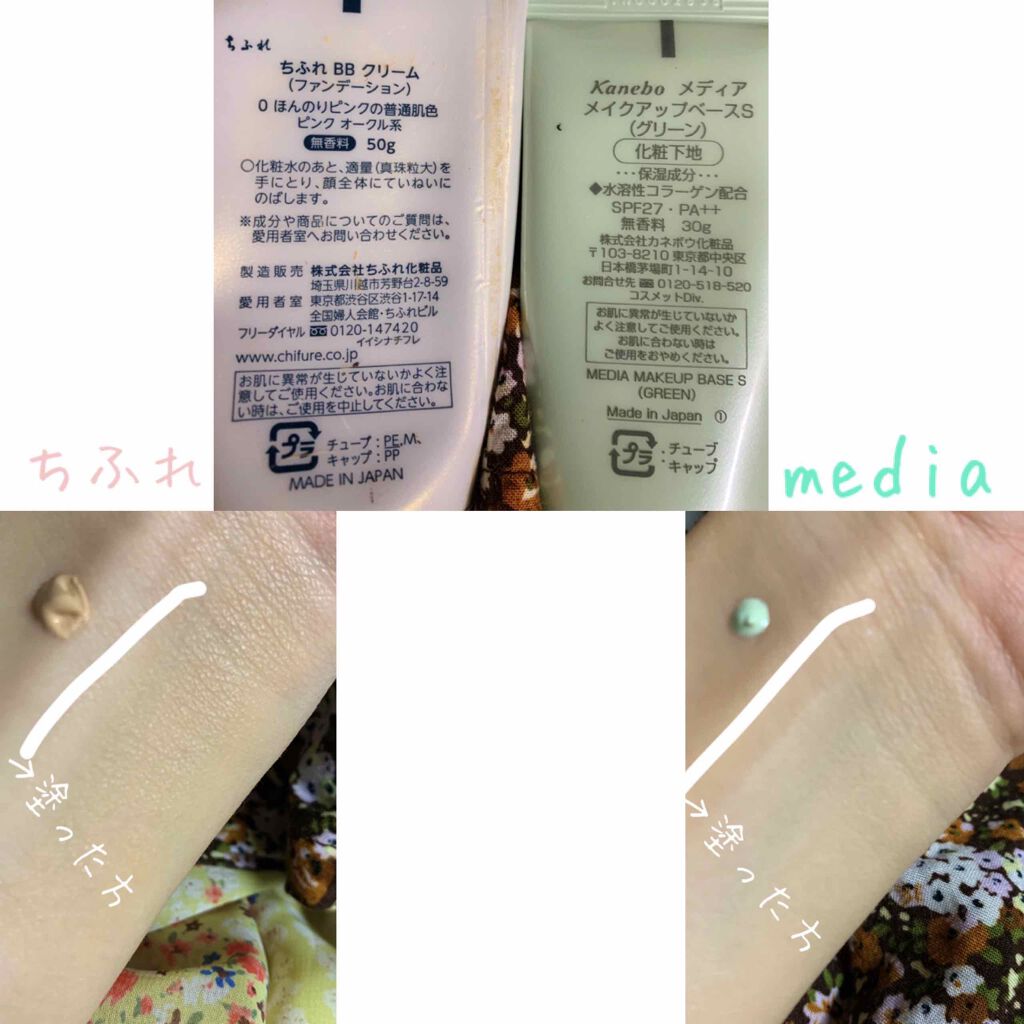 ちふれ
ちふれ BB クリーム
(ファンデーション)
0 ほんのりピンクの普通肌色
ピンク オークル系
無香料 50g
○化粧水のあと、適量(真珠粒大)を
手にとり、顔全体にていねいに
のばします。
※成分や商品についてのご質問は、
愛用者室へお問い合わせください。
製造販売 株式会社ちふれ化粧品
埼玉県川越市芳野台2-8-59
愛用者室 東京都渋谷区渋谷1-17-14
全国婦人会館・ちふれビル
フリーダイヤル 0120-147420
イイシナチフレ
www.chifure.co.jp
お肌に異常が生じていないかよく注
意してご使用ください。お肌に合わな
い時は、ご使用を中止してください。
プラ チューブ:PE,M、
キャップ:PP
MADE IN JAPAN
Kanebo メディア
メイクアップベースS
(グリーン)
化粧下地
・・・保湿成分・・・
◆水溶性コラーゲン配合
SPF27・PA++
無香料 30g
株式会社カネボウ化粧品
〒103-8210 東京都中央区
日本橋茅場町1-14-10
お問合せ先 0120-518-520
コスメットDiv.
お肌に異常が生じていないか
よく注意してご使用ください。
お肌に合わない時は
ご使用をおやめください。
MEDIA MAKEUP BASE S
(GREEN)
Made in Japan ①
プラ :チューブ
・キャップ
ちふれ
media
→塗った方
→塗った方